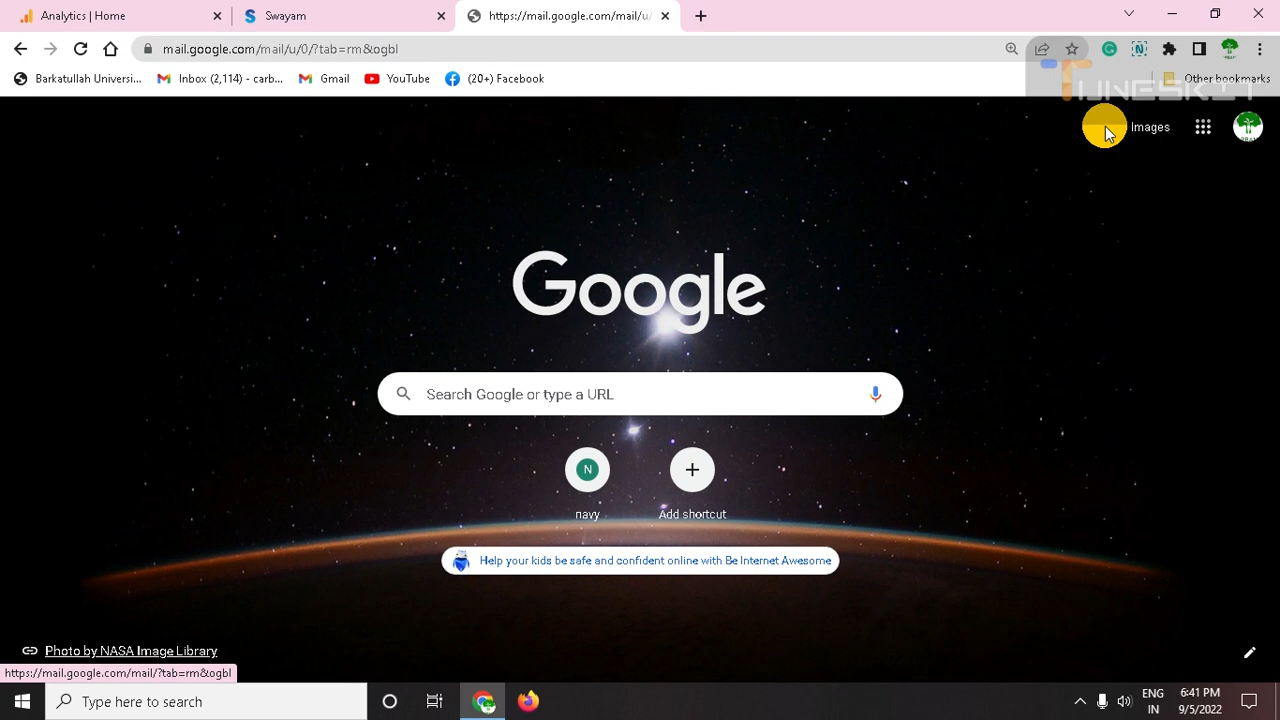 Analytics | Home
Swayam
https://mail.google.com/mail/u/
mail.google.com/mail/u/0/?tab=rm&ogbl
Barkatullah Universi...
Inbox (2,114) - carb...
Gmail
YouTube
(20+) Facebook
Other bookmarks
TUNESKIT
Images
Google
Search Google or type a URL
N
navy
Add shortcut
Help your kids be safe and confident online with Be Internet Awesome
Photo by NASA Image Library
https://mail.google.com/mail/?tab=rm&ogbl
Type here to search
ENG
IN
6:41 PM
9/5/2022